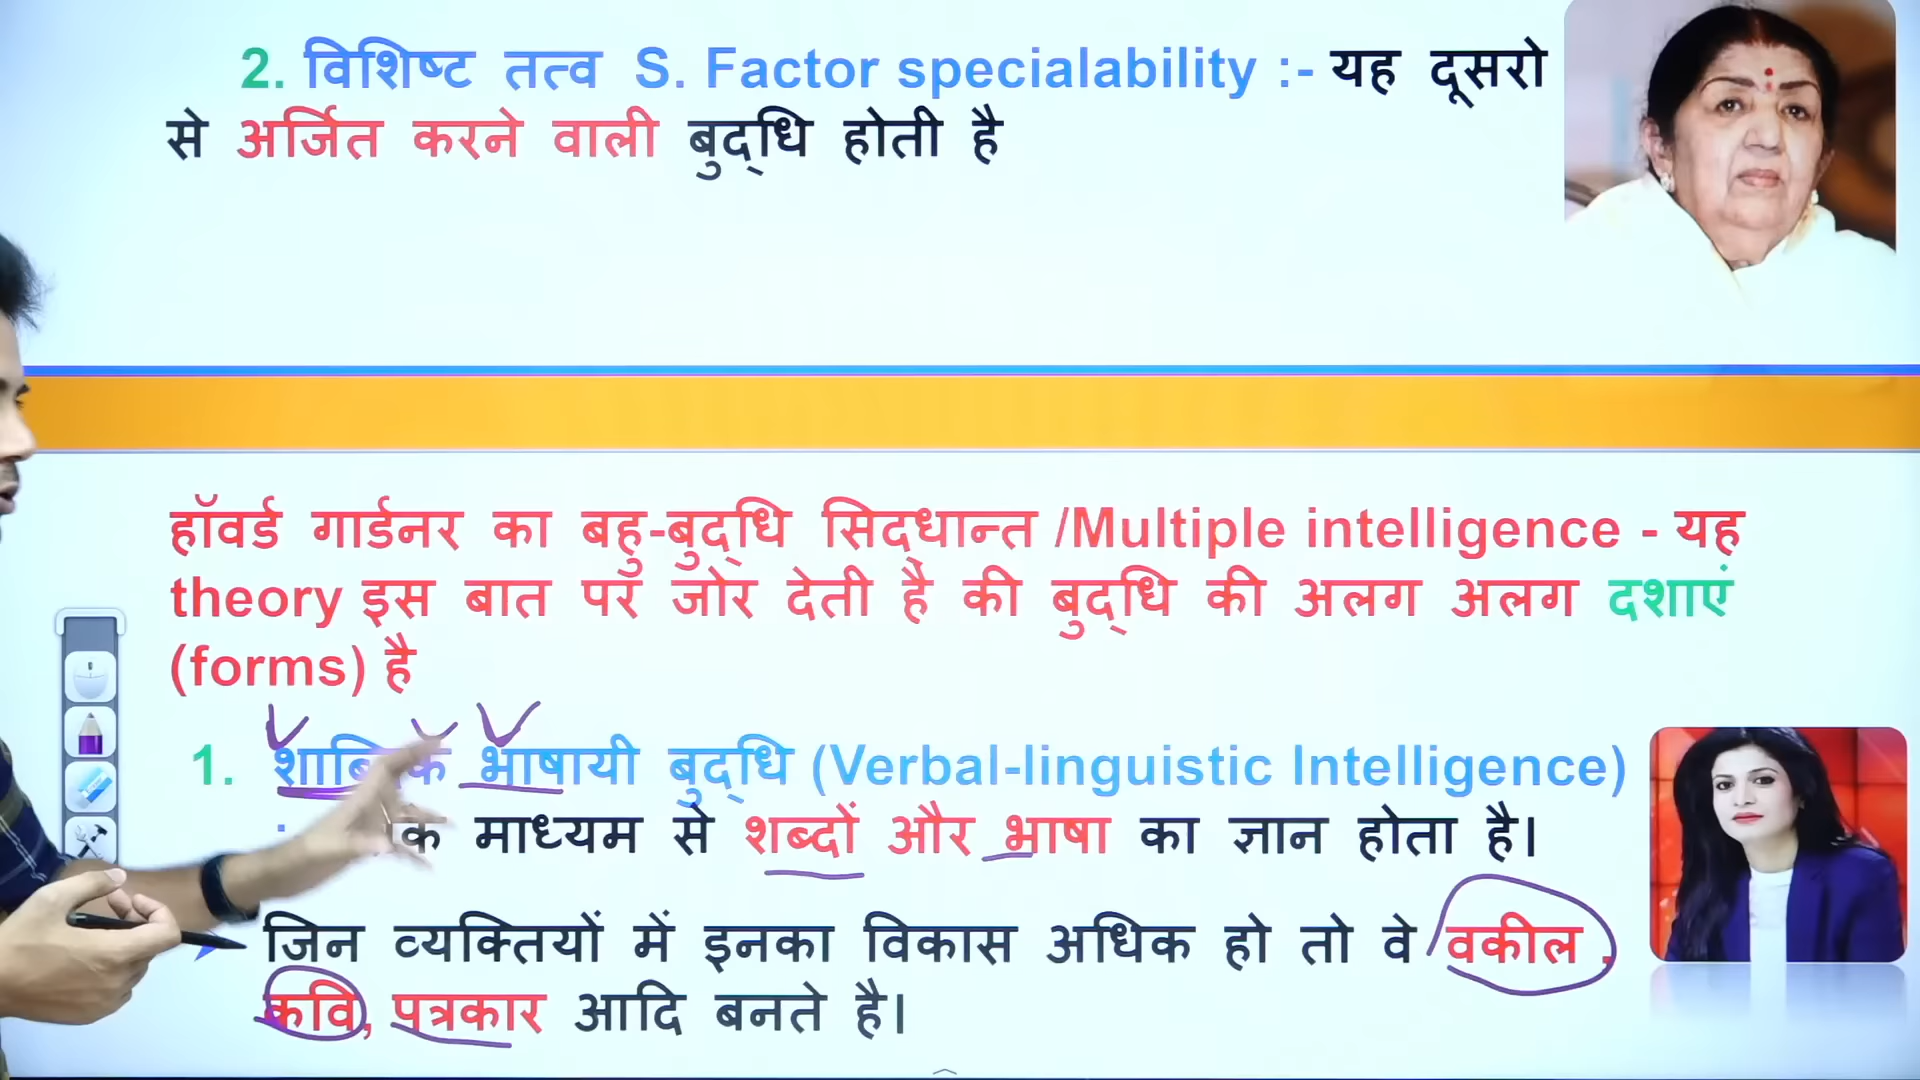 2. विशिष्ट तत्व S. Factor specialability :- यह दूसरो
से अर्जित करने वाली बुद्धि होती है
हॉवर्ड गार्डनर का बहु-बुद्धि सिद्धान्त /Multiple intelligence - यह
theory इस बात पर जोर देती है की बुद्धि की अलग अलग दशाएं
(forms) है
1. शाब्दिक भाषायी बुद्धि (Verbal-linguistic Intelligence)
माध्यम से शब्दों और भाषा का ज्ञान होता है।
जिन व्यक्तियों में इनका विकास अधिक हो तो वे वकील ,
कवि, पत्रकार आदि बनते है।